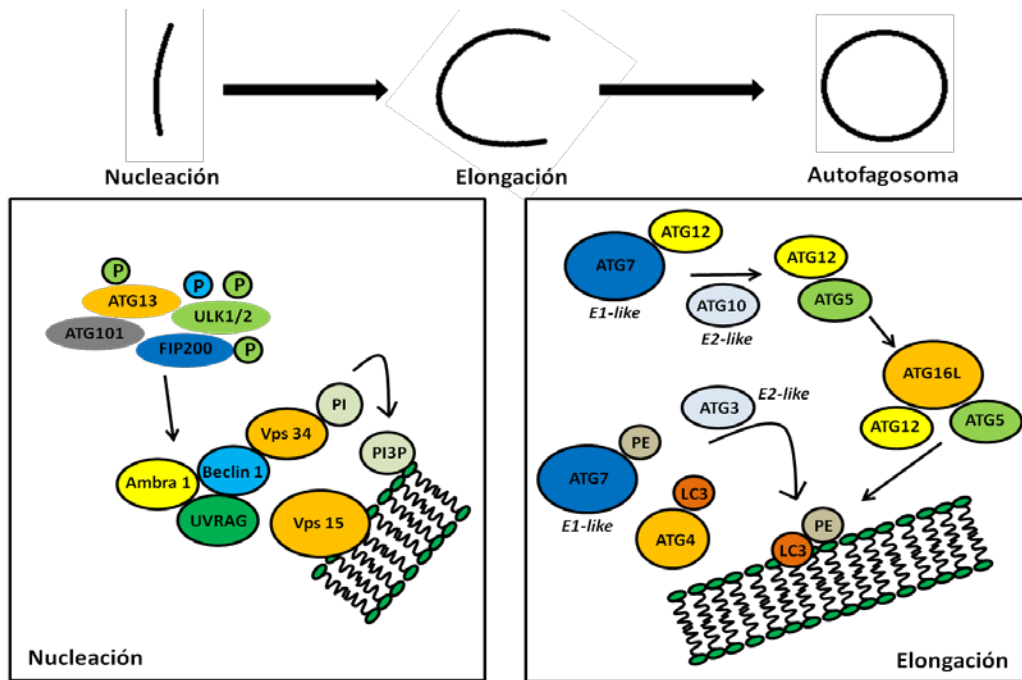 Nucleación
Elongación
Autofagosoma
P
P
P
ATG13
ULK1/2
ATG101
FIP200
P
PI
Vps 34
PI3P
Beclin 1
Ambra 1
UVRAG
Vps 15
Nucleación
ATG12
ATG7
E1-like
ATG10
E2-like
ATG12
ATG5
ATG16L
ATG12
ATG5
E2-like
ATG3
PE
ATG7
E1-like
LC3
ATG4
PE
LC3
Elongación